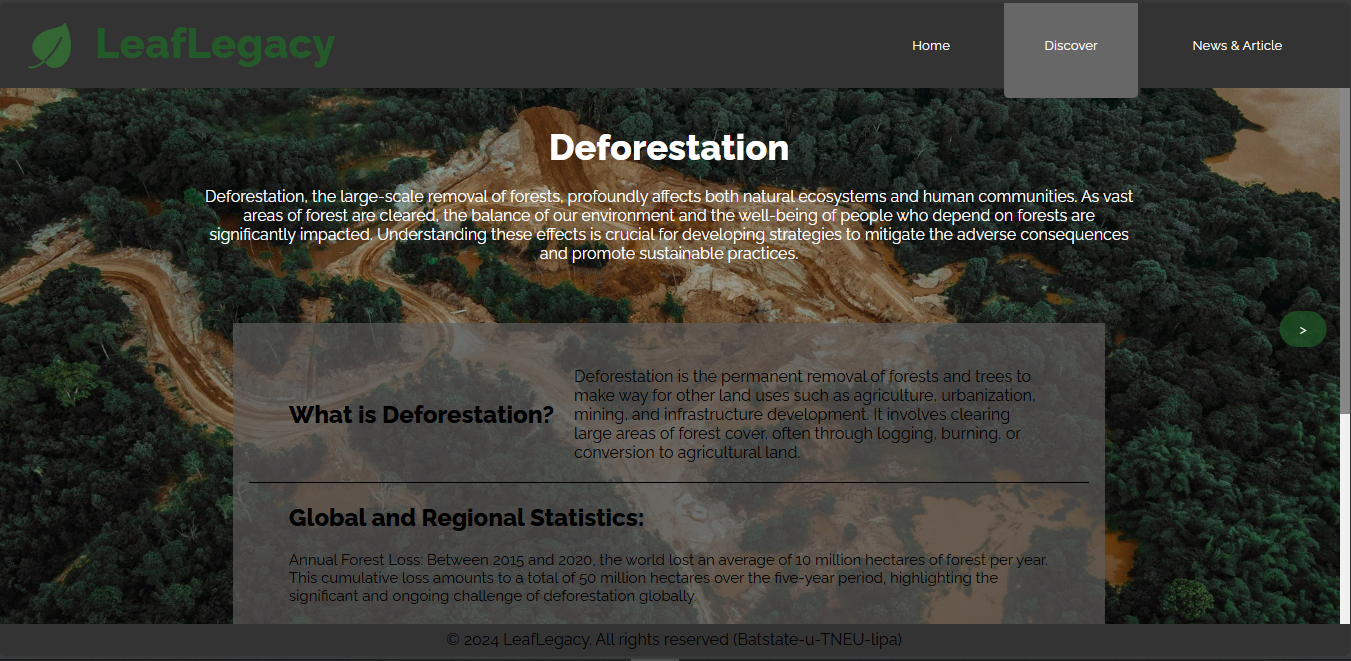 LeafLegacy
Home
Discover
News & Article
Deforestation
Deforestation, the large-scale removal of forests, profoundly affects both natural ecosystems and human communities. As vast
areas of forest are cleared, the balance of our environment and the well-being of people who depend on forests are
significantly impacted. Understanding these effects is crucial for developing strategies to mitigate the adverse consequences
and promote sustainable practices.
>
What is Deforestation?
Deforestation is the permanent removal of forests and trees to
make way for other land uses such as agriculture, urbanization,
mining, and infrastructure development. It involves clearing
large areas of forest cover, often through logging, burning, or
conversion to agricultural land.
Global and Regional Statistics:
Annual Forest Loss: Between 2015 and 2020, the world lost an average of 10 million hectares of forest per year.
This cumulative loss amounts to a total of 50 million hectares over the five-year period, highlighting the
significant and ongoing challenge of deforestation globally.
© 2024 LeafLegacy. All rights reserved (Batstate-u-TNEU-lipa)